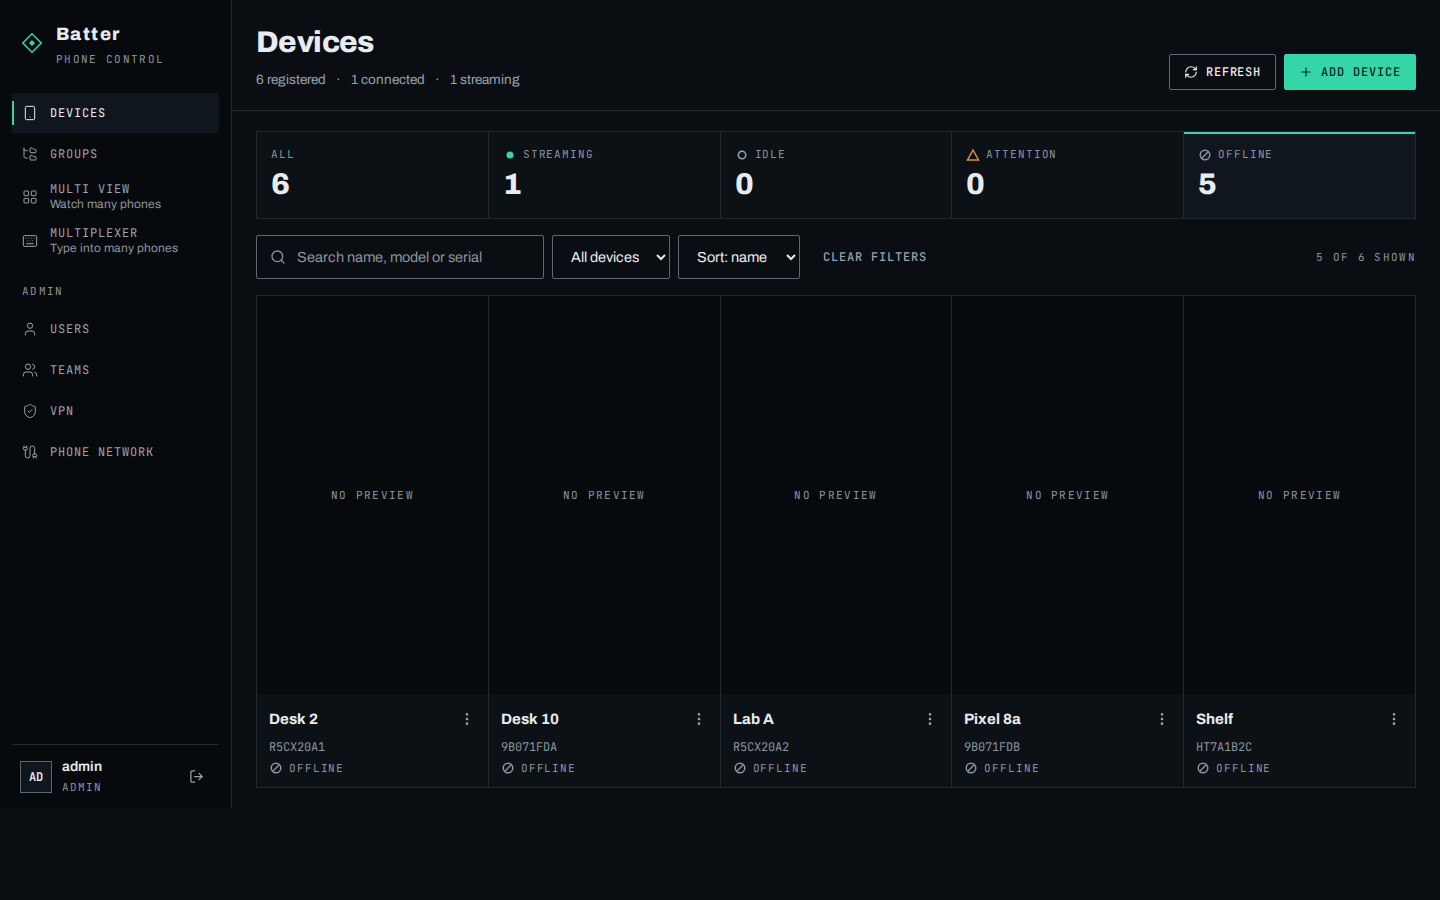 Batter
PHONE CONTROL
DEVICES
GROUPS
MULTI VIEW
Watch many phones
MULTIPLEXER
Type into many phones
ADMIN
USERS
TEAMS
VPN
PHONE NETWORK
AD
admin
ADMIN
Devices
6 registered · 1 connected · 1 streaming
REFRESH
ADD DEVICE
ALL
6
STREAMING
1
IDLE
0
ATTENTION
0
OFFLINE
5
Search name, model or serial
All devices
Sort: name
CLEAR FILTERS
5 OF 6 SHOWN
NO PREVIEW
NO PREVIEW
NO PREVIEW
NO PREVIEW
NO PREVIEW
Desk 2
R5CX20A1
OFFLINE
Desk 10
9B071FDA
OFFLINE
Lab A
R5CX20A2
OFFLINE
Pixel 8a
9B071FDB
OFFLINE
Shelf
HT7A1B2C
OFFLINE